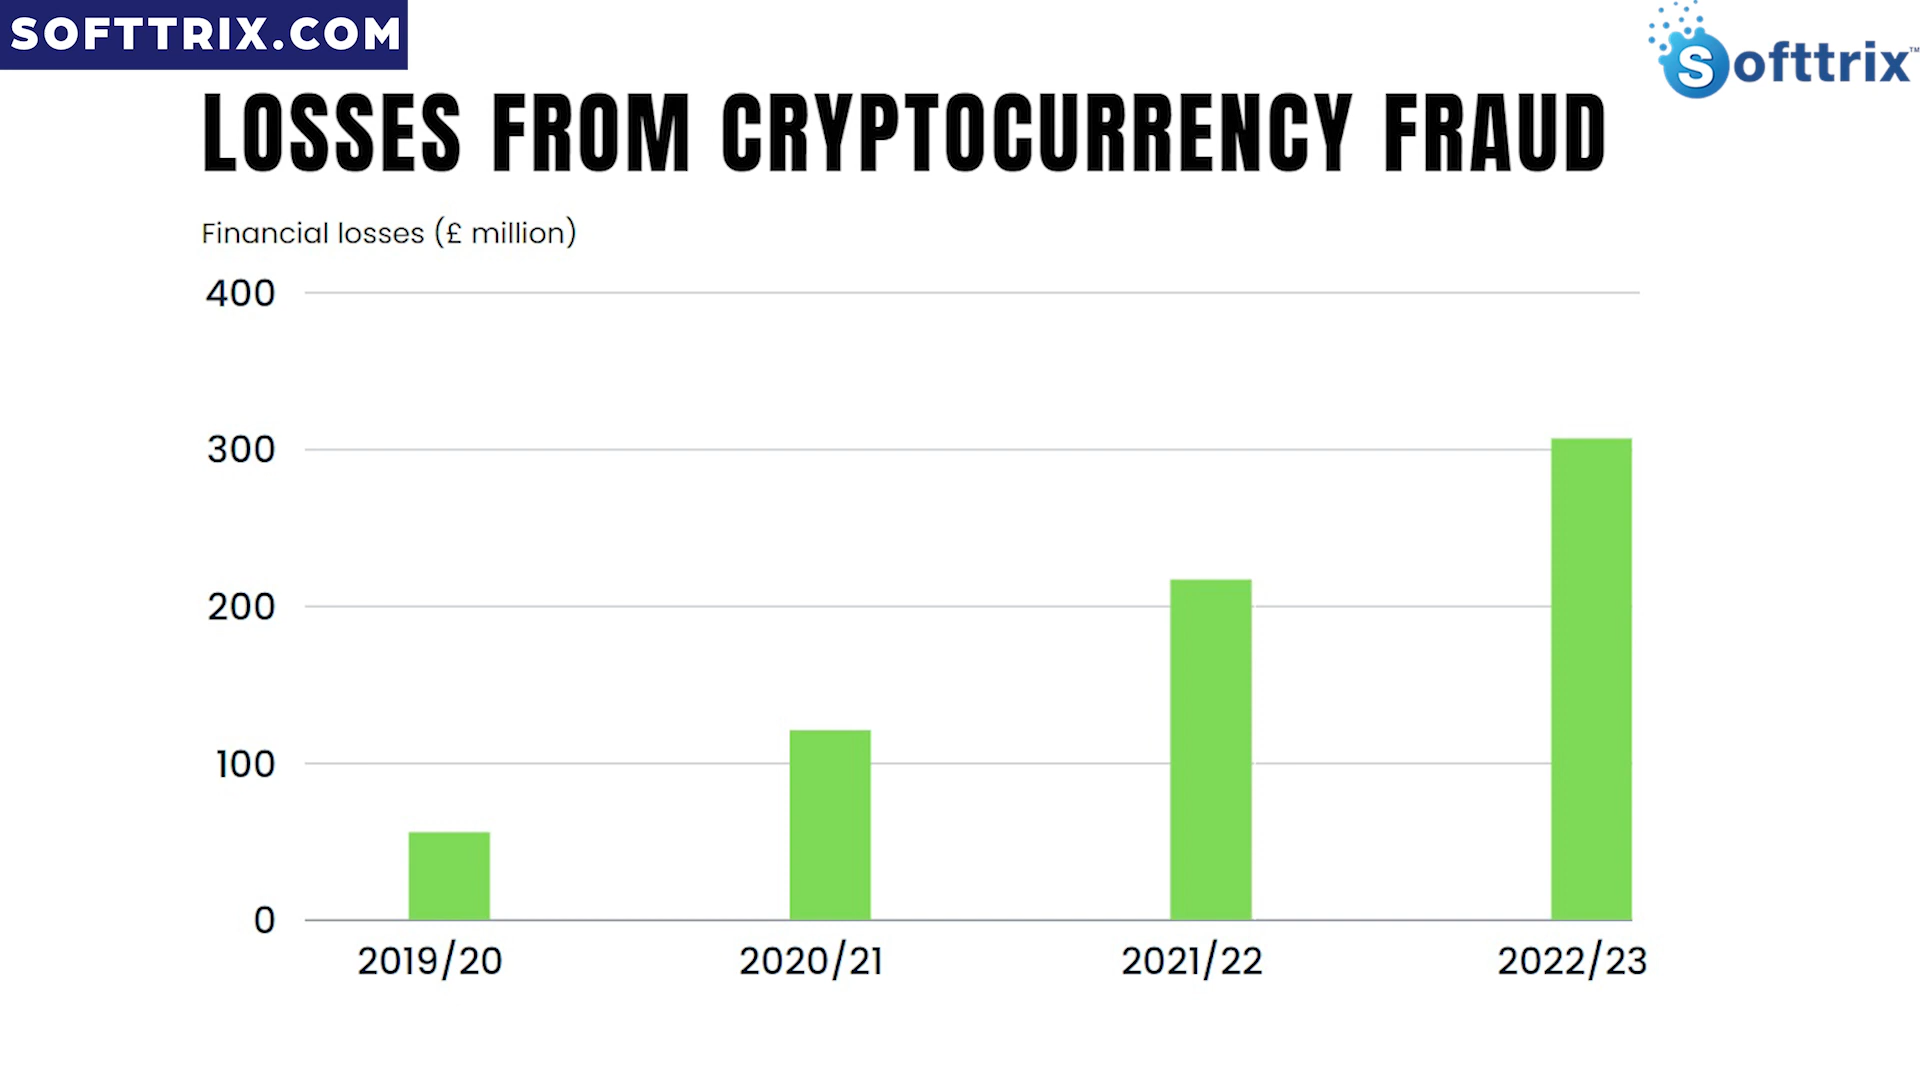 SOFTTRIX.COM
Softtrix™
LOSSES FROM CRYPTOCURRENCY FRAUD
Financial losses (£ million)
400
300
200
100
0
2019/20 2020/21 2021/22 2022/23